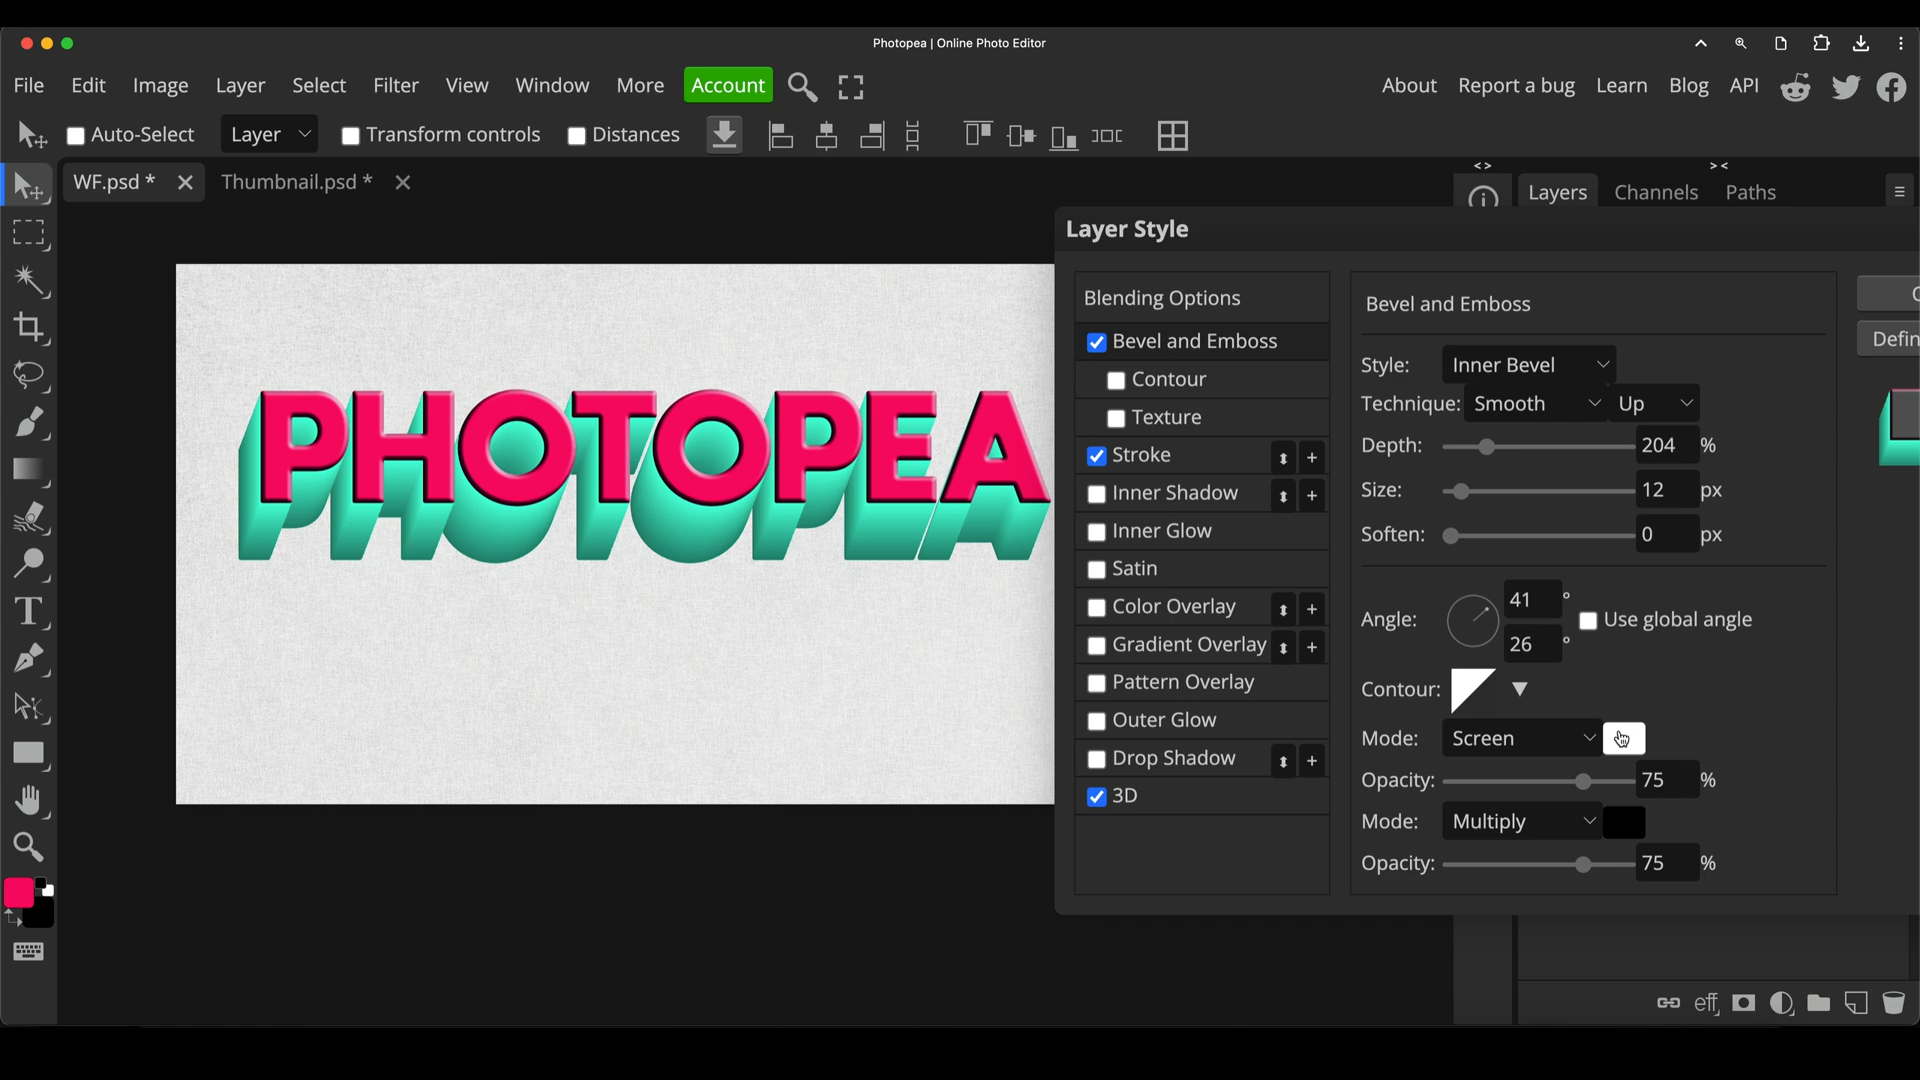 Photopea | Online Photo Editor
File Edit Image Layer Select Filter View Window More Account About Report a bug Learn Blog API
Auto-Select Layer Transform controls Distances
WF.psd * Thumbnail.psd *
<> ><
Layers Channels Paths
Layer Style
PHOTOPEA
Blending Options
Bevel and Emboss
Contour
Texture
Stroke
Inner Shadow
Inner Glow
Satin
Color Overlay
Gradient Overlay
Pattern Overlay
Outer Glow
Drop Shadow
3D
Bevel and Emboss
Style: Inner Bevel
Technique: Smooth Up
Depth: 204 %
Size: 12 px
Soften: 0 px
Angle: 41 °
26 °
Use global angle
Contour:
Mode: Screen
Opacity: 75 %
Mode: Multiply
Opacity: 75 %
Defin
eff